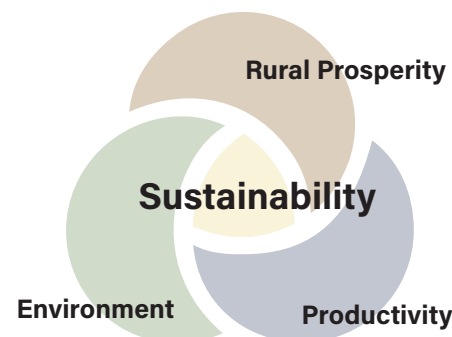 Rural Prosperity
Sustainability
Environment
Productivity